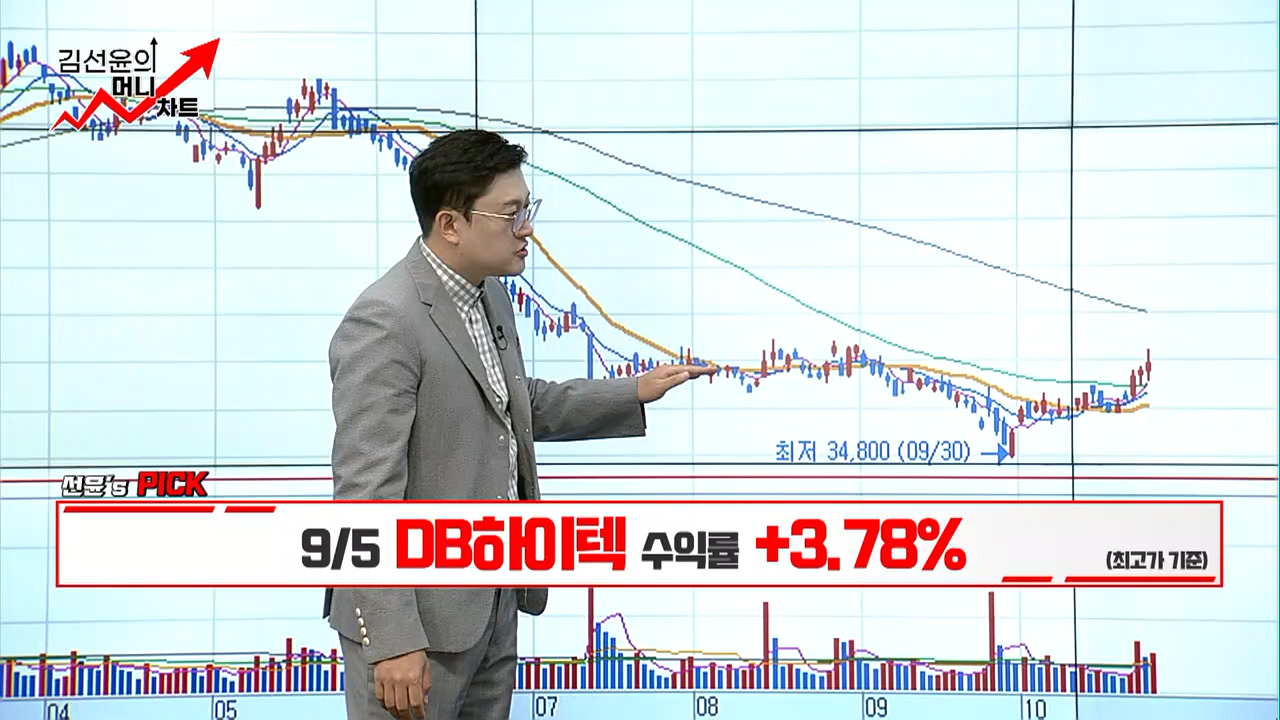 김선윤의
머니
차트
최저 34,800 (09/30)
선윤's PICK
9/5 DB하이텍 수익률 +3.78%
(최고가 기준)
04
05
07
08
09
10